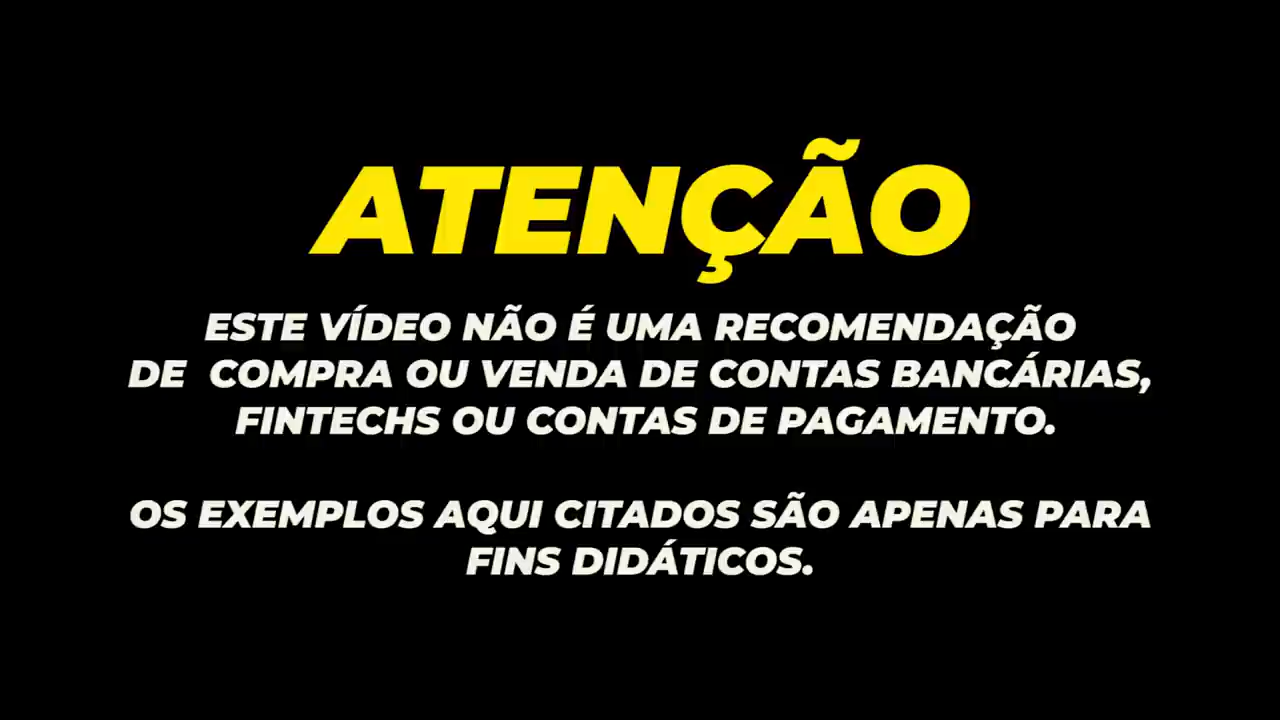 ATENÇÃO
ESTE VÍDEO NÃO É UMA RECOMENDAÇÃO
DE COMPRA OU VENDA DE CONTAS BANCÁRIAS,
FINTECHS OU CONTAS DE PAGAMENTO.
OS EXEMPLOS AQUI CITADOS SÃO APENAS PARA
FINS DIDÁTICOS.